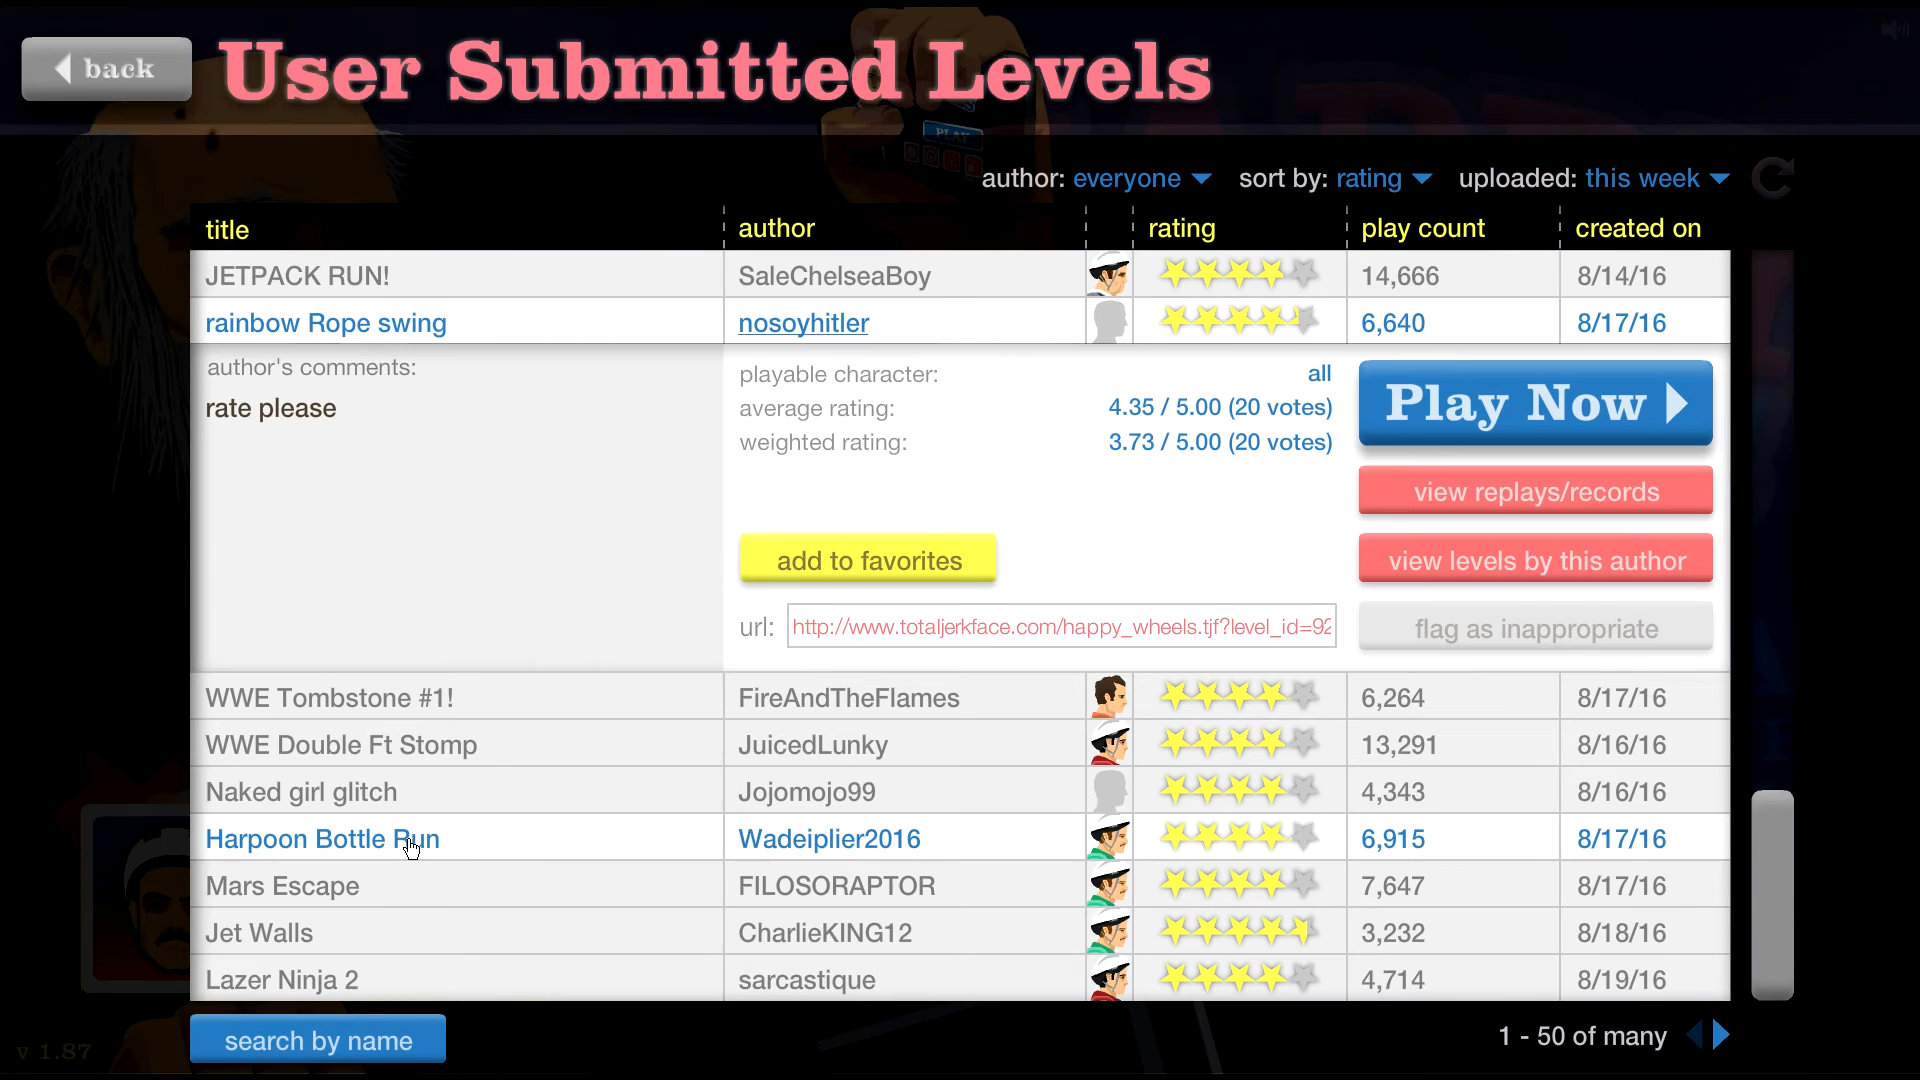 back
User Submitted Levels
PLAY
author: everyone sort by: rating uploaded: this week
title author rating play count created on
JETPACK RUN! SaleChelseaBoy 14,666 8/14/16
rainbow Rope swing nosoyhitler 6,640 8/17/16
author's comments:
rate please
playable character: all
average rating: 4.35 / 5.00 (20 votes)
weighted rating: 3.73 / 5.00 (20 votes)
Play Now
view replays/records
add to favorites
view levels by this author
url: http://www.totaljerkface.com/happy_wheels.tjf?level_id=92
flag as inappropriate
WWE Tombstone #1! FireAndTheFlames 6,264 8/17/16
WWE Double Ft Stomp JuicedLunky 13,291 8/16/16
Naked girl glitch Jojomojo99 4,343 8/16/16
Harpoon Bottle Run Wadeiplier2016 6,915 8/17/16
Mars Escape FILOSORAPTOR 7,647 8/17/16
Jet Walls CharlieKING12 3,232 8/18/16
Lazer Ninja 2 sarcastique 4,714 8/19/16
search by name
1 - 50 of many
v 1.87